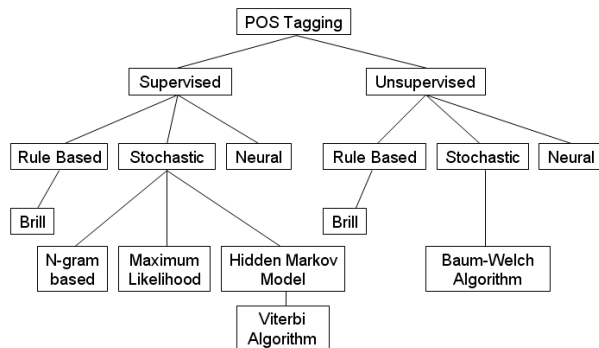 POS Tagging
Supervised
Unsupervised
Rule Based
Stochastic
Neural
Rule Based
Stochastic
Neural
Brill
Brill
N-gram
based
Maximum
Likelihood
Hidden Markov
Model
Baum-Welch
Algorithm
Viterbi
Algorithm